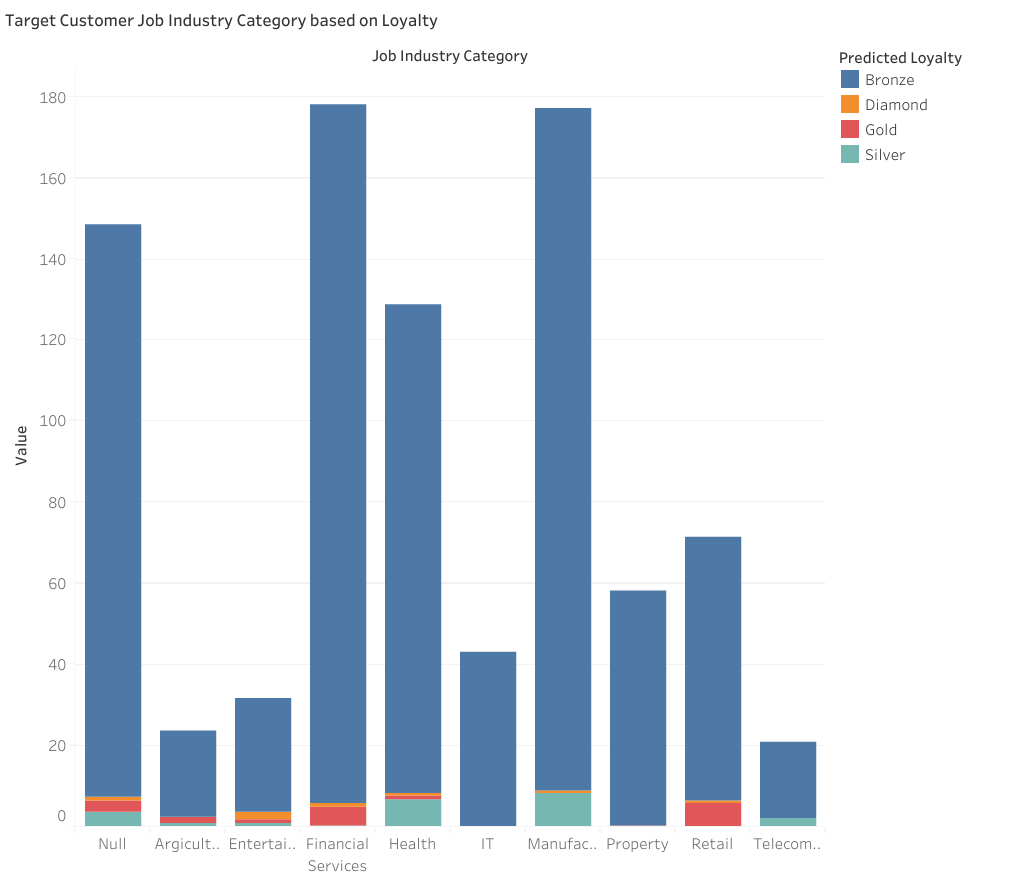 Target Customer Job Industry Category based on Loyalty
Job Industry Category
Predicted Loyalty
Bronze
Diamond
Gold
Silver
Value
180
160
140
120
100
80
60
40
20
0
Null
Argicult..
Entertai..
Financial
Services
Health
IT
Manufac..
Property
Retail
Telecom..